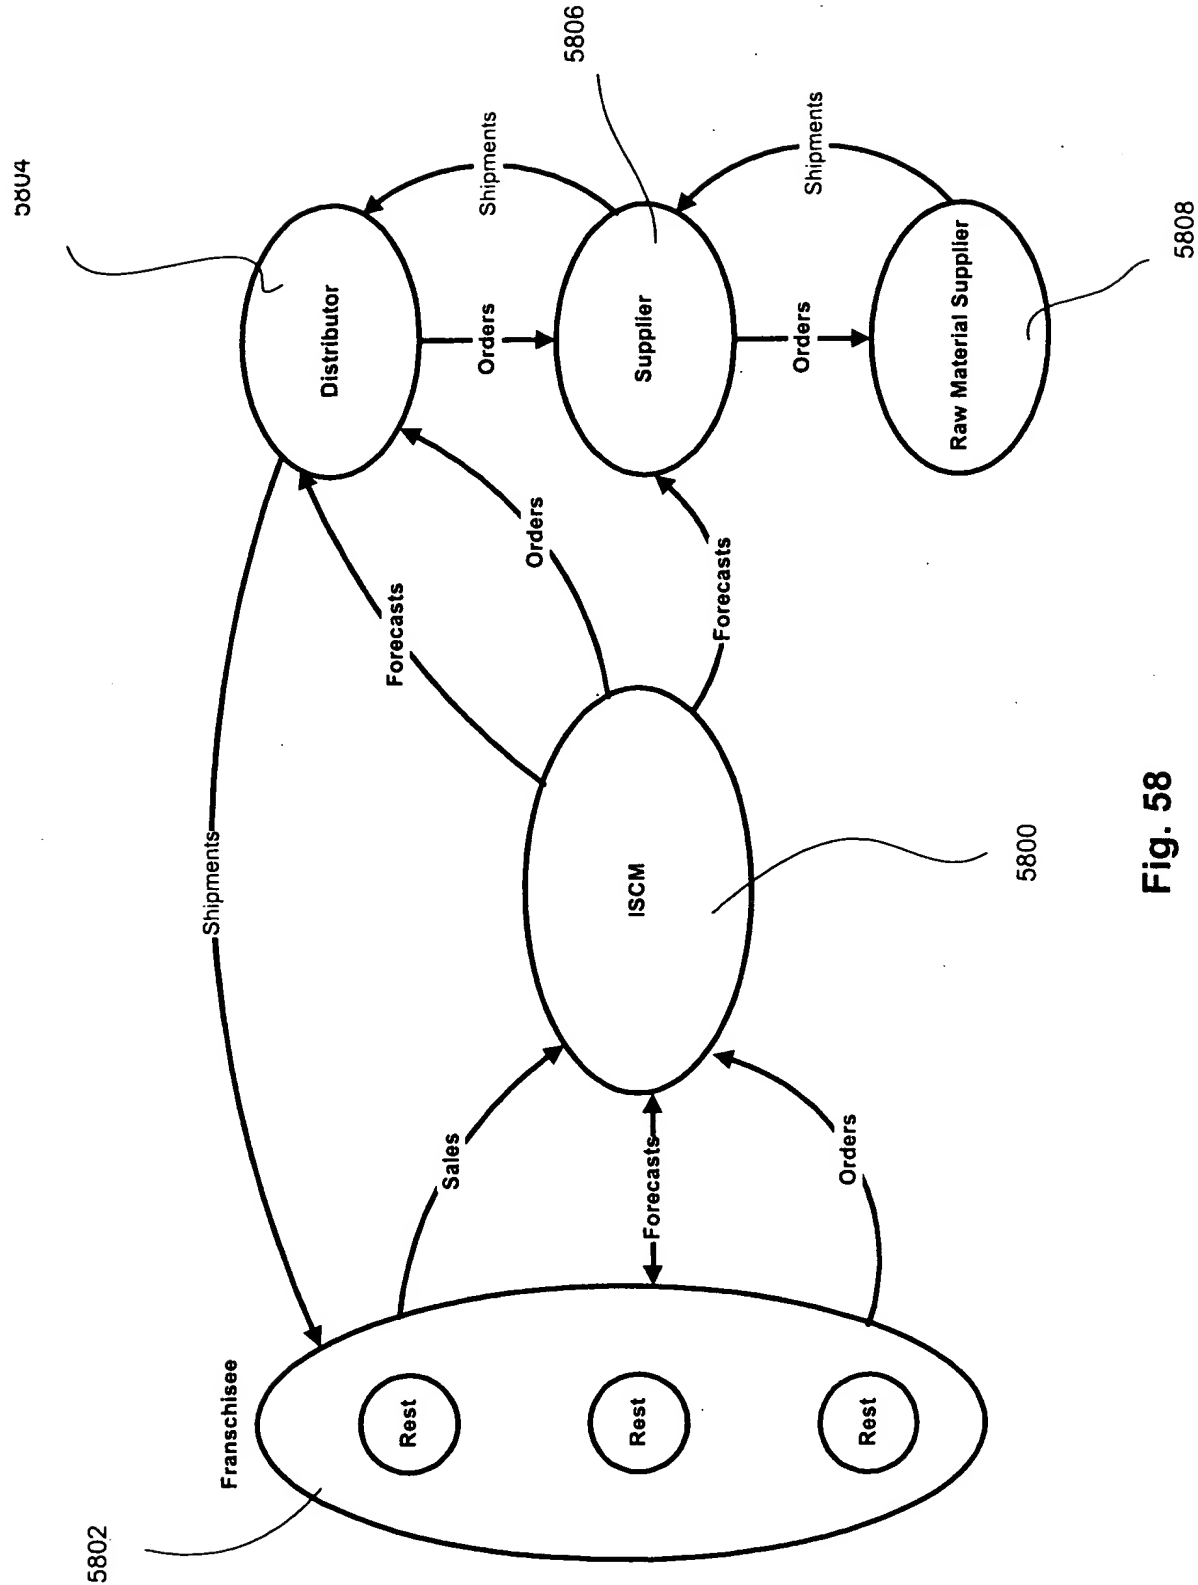 5804
5802
Shipments
Franschisee
Distributor
Forecasts
Rest
Sales
Orders
Shipments
Orders
5806
Rest
Forecasts
ISCM
Supplier
Forecasts
Orders
Shipments
Orders
Rest
Raw Material Supplier
5800
5808
Fig. 58